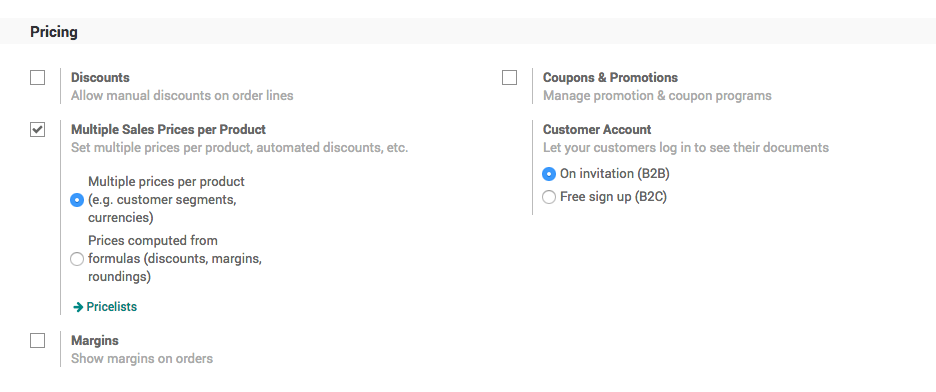 Pricing
Discounts
Allow manual discounts on order lines
Multiple Sales Prices per Product
Set multiple prices per product, automated discounts, etc.
Multiple prices per product
(e.g. customer segments,
currencies)
Prices computed from
formulas (discounts, margins,
roundings)
Pricelists
Margins
Show margins on orders
Coupons & Promotions
Manage promotion & coupon programs
Customer Account
Let your customers log in to see their documents
On invitation (B2B)
Free sign up (B2C)